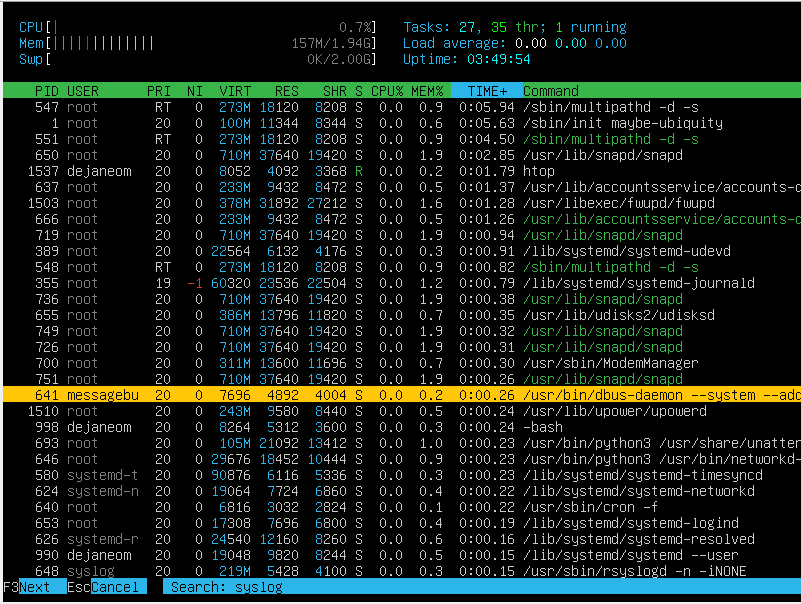 CPU[| 0.7%] Tasks: 27, 35 thr; 1 running
Mem[||||||||||||| 157M/1.94G] Load average: 0.00 0.00 0.00
Swp[ 0K/2.00G] Uptime: 03:49:54
PID USER PRI NI VIRT RES SHR S CPU% MEM% TIME+ Command
547 root RT 0 273M 18120 8208 S 0.0 0.9 0:05.94 /sbin/multipathd -d -s
1 root 20 0 100M 11344 8344 S 0.0 0.6 0:05.63 /sbin/init maybe-ubiquity
551 root RT 0 273M 18120 8208 S 0.0 0.9 0:04.50 /sbin/multipathd -d -s
650 root 20 0 710M 37640 19420 S 0.0 1.9 0:02.85 /usr/lib/snapd/snapd
1537 dejaneom 20 0 8052 4092 3368 R 0.0 0.2 0:01.79 htop
637 root 20 0 233M 9432 8472 S 0.0 0.5 0:01.37 /usr/lib/accountsservice/accounts-d
1503 root 20 0 378M 31892 27212 S 0.0 1.6 0:01.28 /usr/libexec/fwupd/fwupd
666 root 20 0 233M 9432 8472 S 0.0 0.5 0:01.26 /usr/lib/accountsservice/accounts-d
719 root 20 0 710M 37640 19420 S 0.0 1.9 0:00.94 /usr/lib/snapd/snapd
389 root 20 0 22564 6132 4176 S 0.0 0.3 0:00.91 /lib/systemd/systemd-udevd
548 root RT 0 273M 18120 8208 S 0.0 0.9 0:00.82 /sbin/multipathd -d -s
355 root 19 -1 60320 23536 22504 S 0.0 1.2 0:00.79 /lib/systemd/systemd-journald
736 root 20 0 710M 37640 19420 S 0.0 1.9 0:00.38 /usr/lib/snapd/snapd
655 root 20 0 386M 13796 11820 S 0.0 0.7 0:00.35 /usr/lib/udisks2/udisksd
749 root 20 0 710M 37640 19420 S 0.0 1.9 0:00.32 /usr/lib/snapd/snapd
726 root 20 0 710M 37640 19420 S 0.0 1.9 0:00.31 /usr/lib/snapd/snapd
700 root 20 0 311M 13600 11696 S 0.0 0.7 0:00.30 /usr/sbin/ModemManager
751 root 20 0 710M 37640 19420 S 0.0 1.9 0:00.26 /usr/lib/snapd/snapd
641 messagebu 20 0 7696 4892 4004 S 0.0 0.2 0:00.26 /usr/bin/dbus-daemon --system --add
1510 root 20 0 243M 9580 8440 S 0.0 0.5 0:00.24 /usr/lib/upower/upowerd
998 dejaneom 20 0 8264 5312 3600 S 0.0 0.3 0:00.24 -bash
693 root 20 0 105M 21092 13412 S 0.0 1.0 0:00.23 /usr/bin/python3 /usr/share/unatten
646 root 20 0 29676 18452 10444 S 0.0 0.9 0:00.23 /usr/bin/python3 /usr/bin/networkd-
580 systemd-t 20 0 90876 6116 5336 S 0.0 0.3 0:00.23 /lib/systemd/systemd-timesyncd
624 systemd-n 20 0 19064 7724 6860 S 0.0 0.4 0:00.22 /lib/systemd/systemd-networkd
640 root 20 0 6816 3032 2824 S 0.0 0.1 0:00.22 /usr/sbin/cron -f
653 root 20 0 17308 7696 6800 S 0.0 0.4 0:00.19 /lib/systemd/systemd-logind
626 systemd-r 20 0 24540 12160 8260 S 0.0 0.6 0:00.16 /lib/systemd/systemd-resolved
990 dejaneom 20 0 19048 9820 8244 S 0.0 0.5 0:00.15 /lib/systemd/systemd --user
648 syslog 20 0 219M 5428 4100 S 0.0 0.3 0:00.15 /usr/sbin/rsyslogd -n -iNONE
F3Next EscCancel Search: syslog